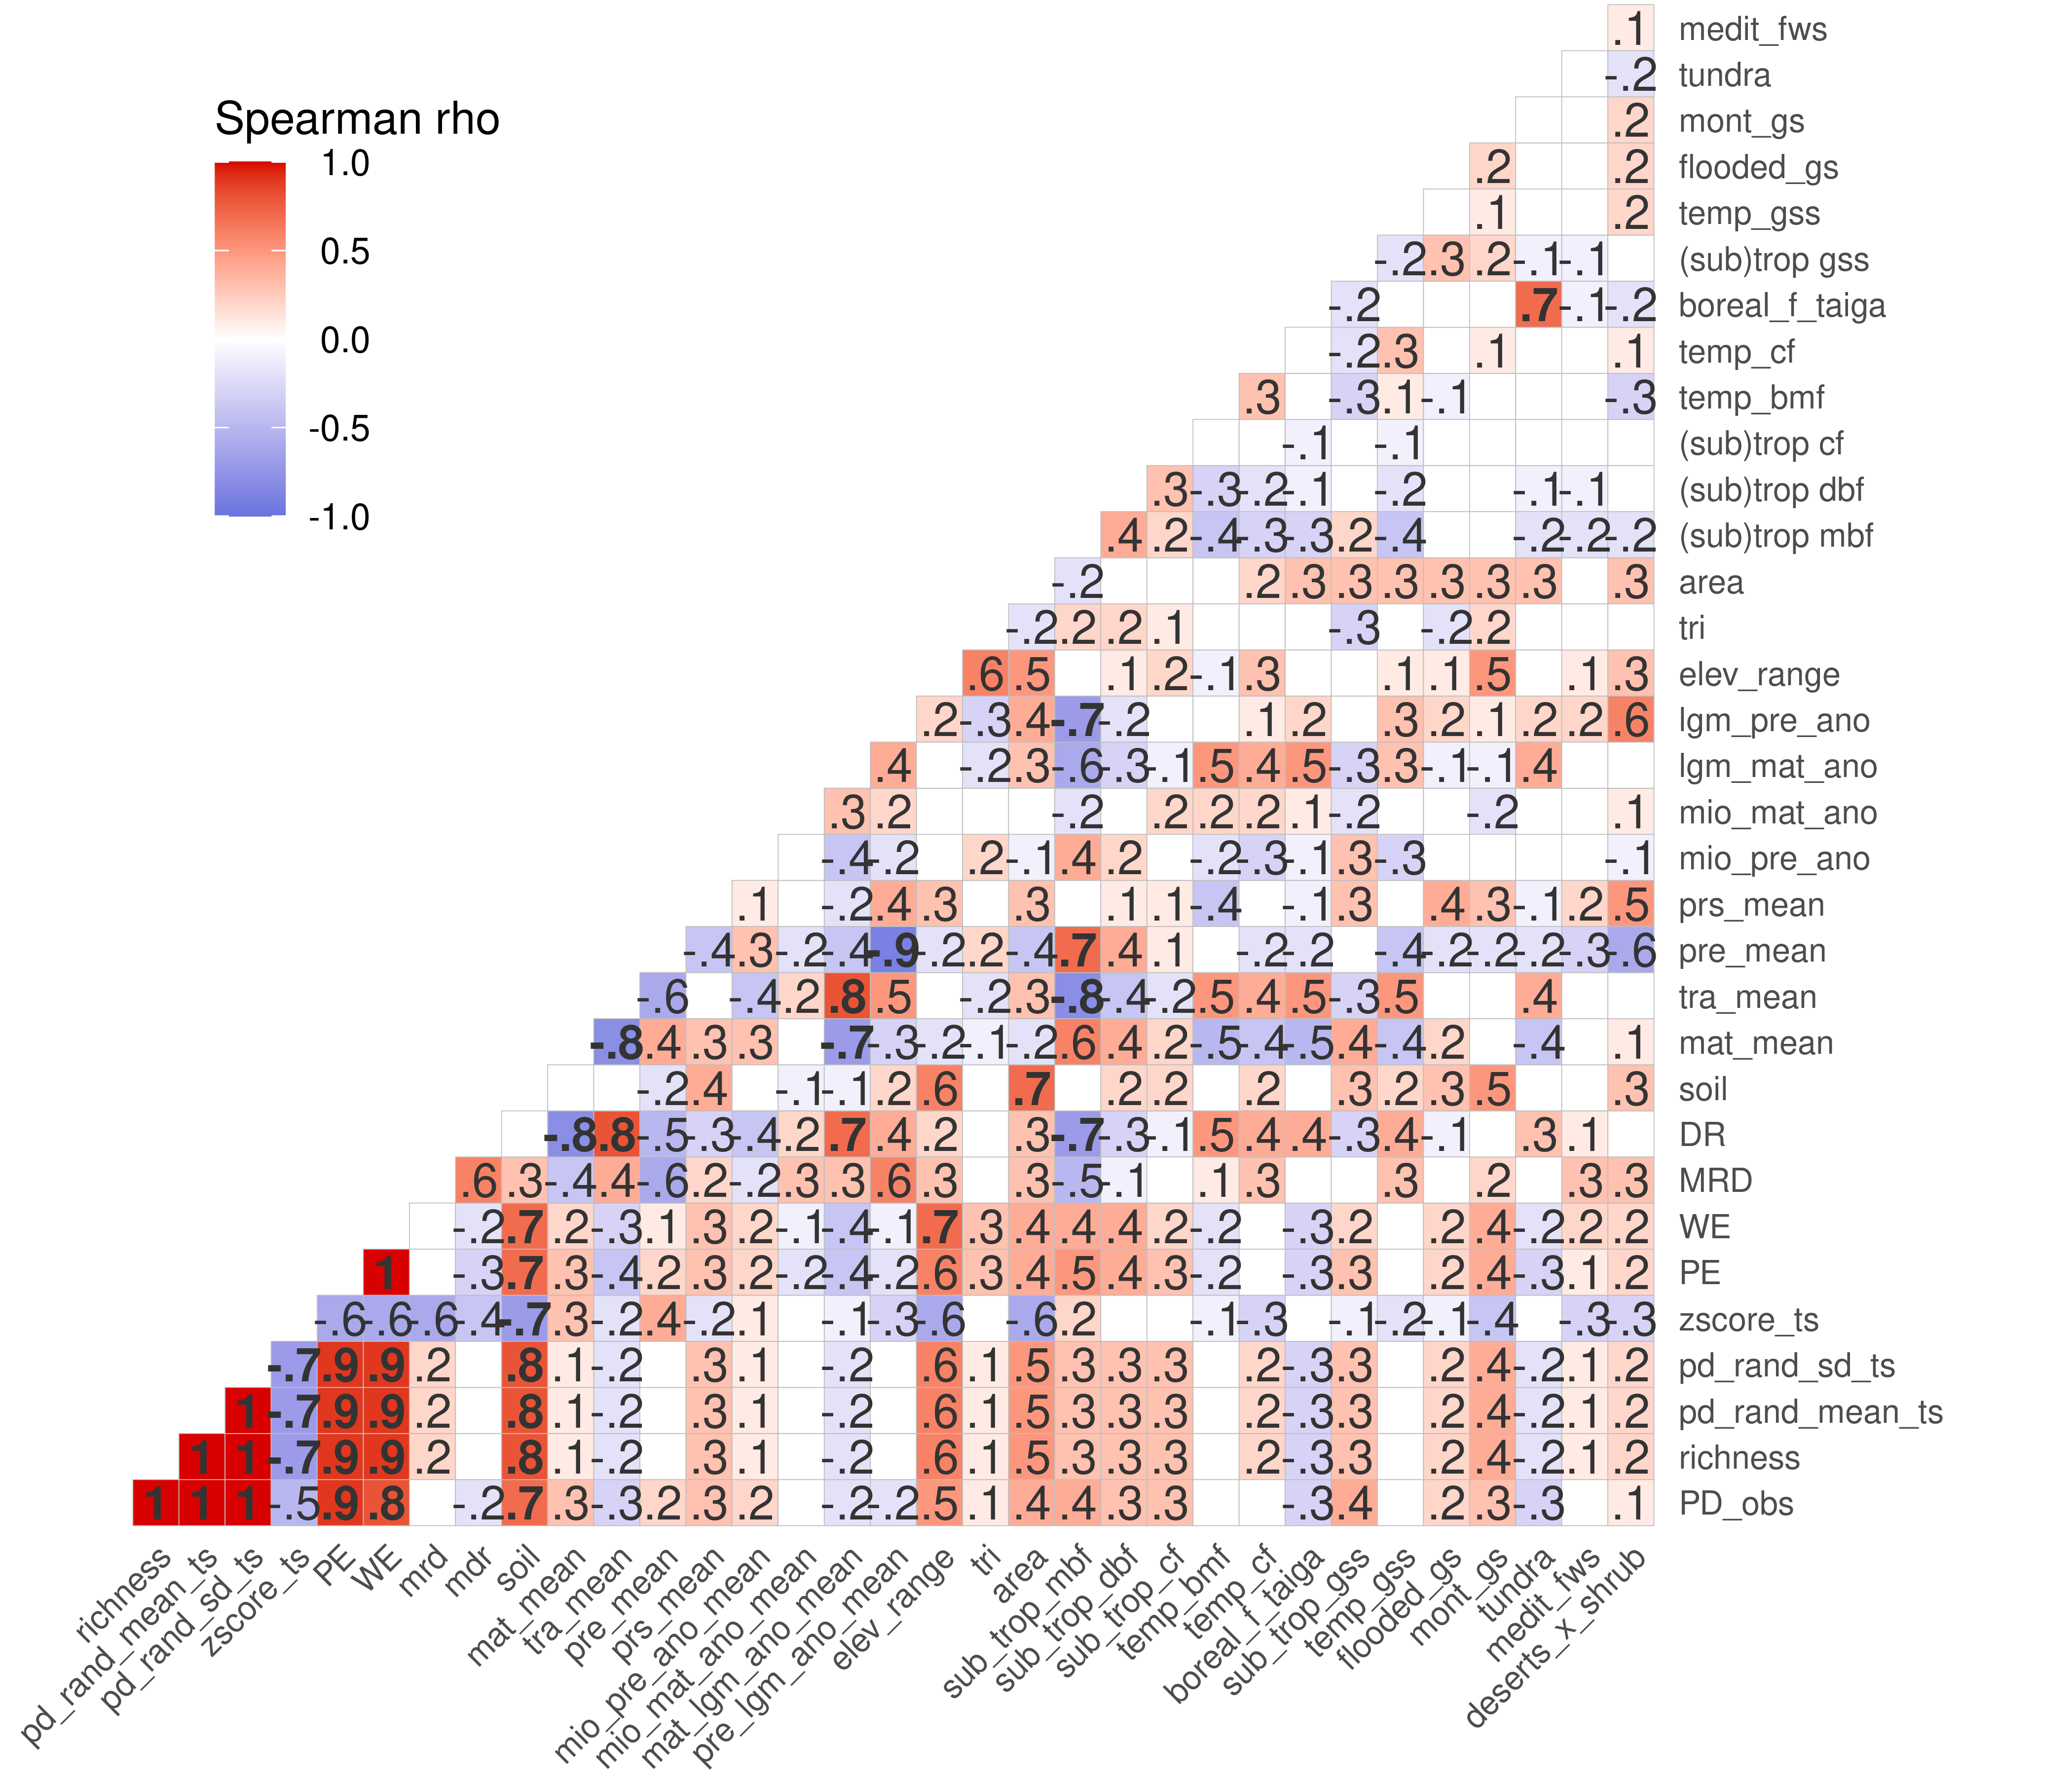 .1 medit_fws
-.2 tundra
Spearman rho
.2 mont_gs
1.0
.2 .2 flooded_gs
.1 .2 temp_gss
0.5
-.2 .3 .2 -.1 -.1 (sub)trop gss
-.2 .7 -.1 -.2 boreal_f_taiga
0.0
-.2 .3 .1 .1 temp_cf
.3 -.3 .1 -.1 -.3 temp_bmf
-0.5
-.1 -.1 (sub)trop cf
.3 -.3 -.2 -.1 -.2 -.1 -.1 (sub)trop dbf
-1.0
.4 .2 -.4 -.3 -.3 .2 -.4 -.2 -.2 -.2 (sub)trop mbf
-.2 .2 .3 .3 .3 .3 .3 .3 .3 area
-.2 .2 .2 .1 -.3 -.2 .2 tri
.6 .5 .1 .2 -.1 .3 .1 .1 .5 .1 .3 elev_range
.2 -.3 .4 -.7 -.2 .1 .2 .3 .2 .1 .2 .2 .6 lgm_pre_ano
.4 -.2 .3 -.6 -.3 -.1 .5 .4 .5 -.3 .3 -.1 -.1 .4 lgm_mat_ano
.3 .2 -.2 .2 .2 .2 .1 -.2 -.2 .1 mio_mat_ano
-.4 -.2 .2 -.1 .4 .2 -.2 -.3 -.1 .3 -.3 -.1 mio_pre_ano
.1 -.2 .4 .3 .3 .1 .1 -.4 -.1 .3 .4 .3 -.1 .2 .5 prs_mean
-.4 .3 -.2 -.4 -.9 -.2 .2 -.4 .7 .4 .1 -.2 -.2 -.4 -.2 -.2 -.2 -.3 -.6 pre_mean
-.6 -.4 .2 .8 .5 -.2 .3 -.8 -.4 -.2 .5 .4 .5 -.3 .5 .4 tra_mean
-.8 .4 .3 .3 -.7 -.3 -.2 -.1 -.2 .6 .4 .2 -.5 -.4 -.5 .4 -.4 .2 -.4 .1 mat_mean
-.2 .4 -.1 -.1 .2 .6 .7 .2 .2 .2 .3 .2 .3 .5 .3 soil
-.8 .8 -.5 -.3 -.4 .2 .7 .4 .2 .3 -.7 -.3 -.1 .5 .4 .4 -.3 .4 -.1 .3 .1 DR
.6 .3 -.4 .4 -.6 .2 -.2 .3 .3 .6 .3 .3 -.5 -.1 .1 .3 .3 .2 .3 .3 MRD
-.2 .7 .2 -.3 .1 .3 .2 -.1 -.4 -.1 .7 .3 .4 .4 .4 .2 -.2 -.3 .2 .2 .4 -.2 .2 .2 WE
1 -.3 .7 .3 -.4 .2 .3 .2 -.2 -.4 -.2 .6 .3 .4 .5 .4 .3 -.2 -.3 .3 .2 .4 -.3 .1 .2 PE
-.6 -.6 -.6 -.4 -.7 .3 -.2 .4 -.2 .1 -.1 -.3 -.6 -.6 .2 -.1 -.3 -.1 -.2 -.1 -.4 -.3 -.3 zscore_ts
-.7 .9 .9 .2 .8 .1 -.2 .3 .1 -.2 .6 .1 .5 .3 .3 .3 .2 -.3 .3 .2 .4 -.2 .1 .2 pd_rand_sd_ts
1 -.7 .9 .9 .2 .8 .1 -.2 .3 .1 -.2 .6 .1 .5 .3 .3 .3 .2 -.3 .3 .2 .4 -.2 .1 .2 pd_rand_mean_ts
1 1 -.7 .9 .9 .2 .8 .1 -.2 .3 .1 -.2 .6 .1 .5 .3 .3 .3 .2 -.3 .3 .2 .4 -.2 .1 .2 richness
1 1 1 -.5 .9 .8 -.2 .7 .3 -.3 .2 .3 .2 -.2 -.2 .5 .1 .4 .4 .3 .3 -.3 .4 .2 .3 -.3 .1 PD_obs
richness
pd_rand_mean_ts
pd_rand_sd_ts
zscore_ts
PE
WE
mrd
mdr
soil
mat_mean
tra_mean
pre_mean
prs_mean
mio_pre_ano_mean
mio_mat_ano_mean
mat_lgm_ano_mean
pre_lgm_ano_mean
elev_range
tri
area
sub_trop_mbf
sub_trop_dbf
sub_trop_cf
temp_bmf
temp_cf
boreal_f_taiga
sub_trop_gss
temp_gss
flooded_gs
mont_gs
tundra
medit_fws
deserts_x_shrub